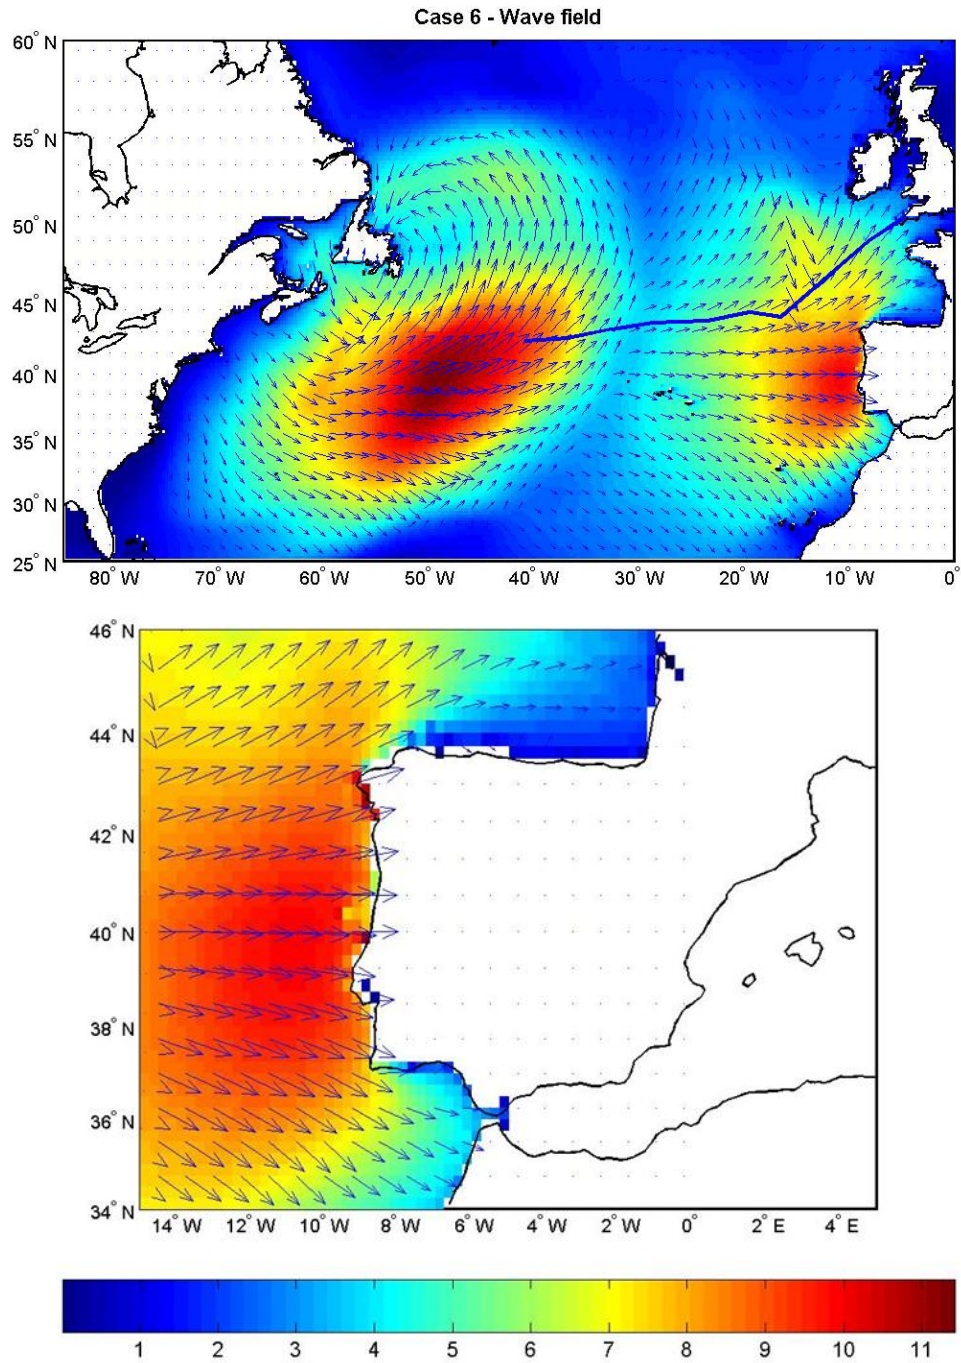 Case 6 - Wave field
60° N
55° N
50° N
45° N
40° N
35° N
30° N
25° N
80° W 70° W 60° W 50° W 40° W 30° W 20° W 10° W 0°
46° N
44° N
42° N
40° N
38° N
36° N
34° N
14° W 12° W 10° W 8° W 6° W 4° W 2° W 0° 2° E 4° E
1 2 3 4 5 6 7 8 9 10 11